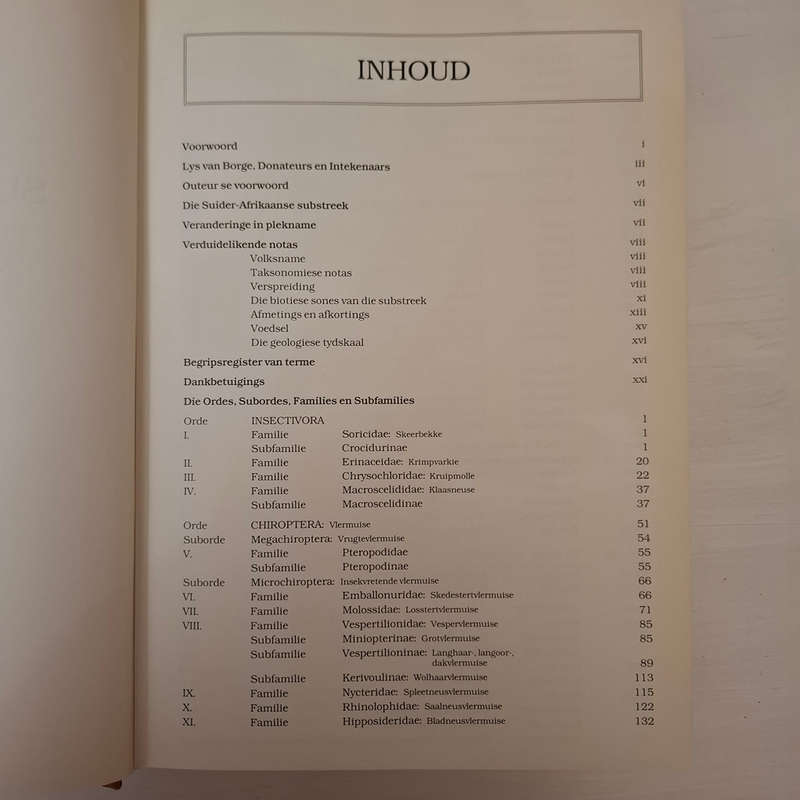 INHOUD
Voorwoord i
Lys van Borge, Donateurs en Intekenaars iii
Outeur se voorwoord vi
Die Suider-Afrikaanse substreek vii
Veranderinge in plekname vii
Verduidelikende notas viii
Volksname viii
Taksonomiese notas viii
Verspreiding viii
Die biotiese sones van die substreek xi
Afmetings en afkortings xiii
Voedsel xv
Die geologiese tydskaal xvi
Begripsregister van terme xvi
Dankbetuigings xxi
Die Ordes, Subordes, Families en Subfamilies
Orde INSECTIVORA 1
I. Familie Soricidae: Skeerbekke 1
Subfamilie Crocidurinae 1
II. Familie Erinaceidae: Krimpvarkie 20
III. Familie Chrysochloridae: Kruipmolle 22
IV. Familie Macroscelididae: Klaasneuse 37
Subfamilie Macroscelidinae 37
Orde CHIROPTERA: Vlermuise 51
Suborde Megachiroptera: Vrugtevlermuise 54
V. Familie Pteropodidae 55
Subfamilie Pteropodinae 55
Suborde Microchiroptera: Insekvretende vlermuise 66
VI. Familie Emballonuridae: Skedestertvlermuise 66
VII. Familie Molossidae: Losstertvlermuise 71
VIII. Familie Vespertilionidae: Vespervlermuise 85
Subfamilie Miniopterinae: Grotvlermuise 85
Subfamilie Vespertilioninae: Langhaar-, langoor-,
dakvlermuise 89
Subfamilie Kerivoulinae: Wolhaarvlermuise 113
IX. Familie Nycteridae: Spleetneusvlermuise 115
X. Familie Rhinolophidae: Saalneusvlermuise 122
XI. Familie Hipposideridae: Bladneusvlermuise 132